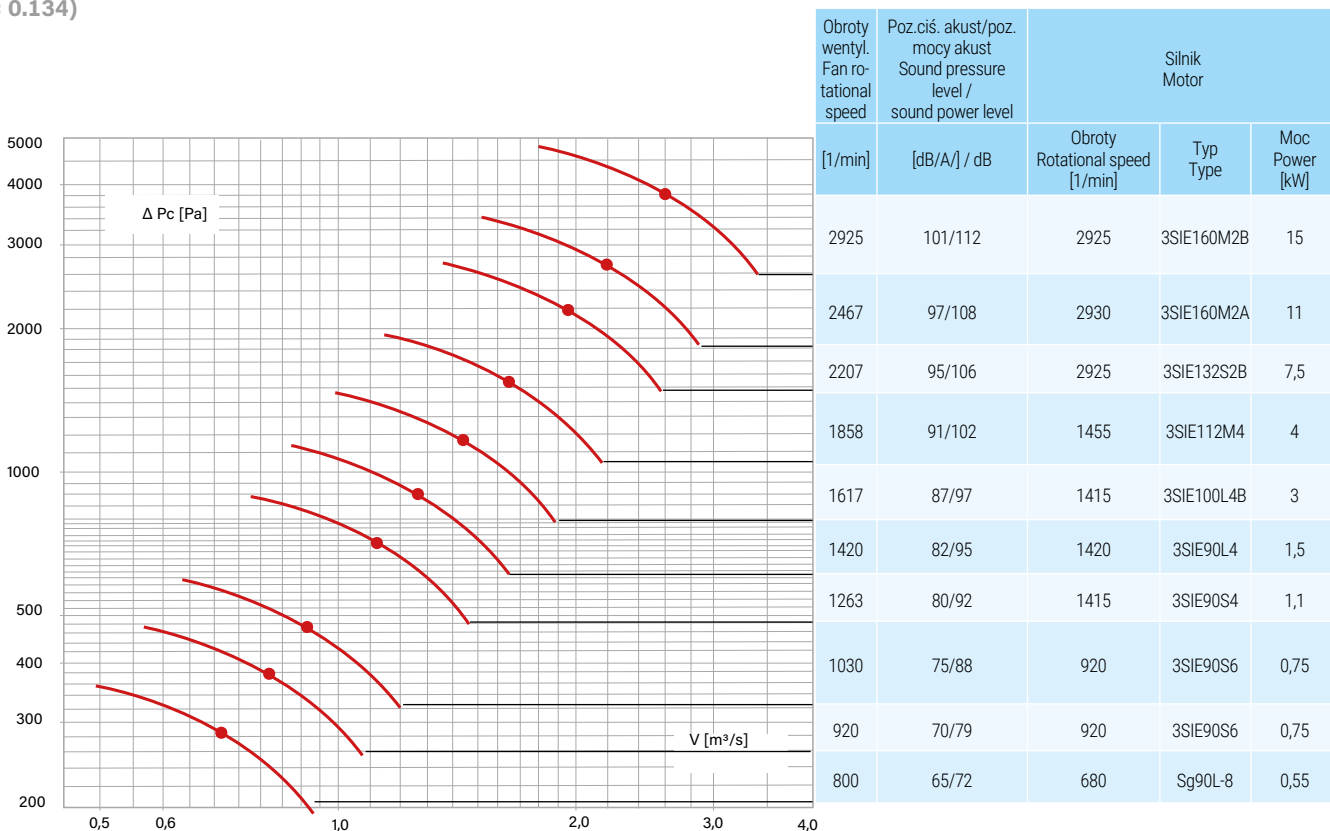 0.134)
Obroty
wentyl.
Fan ro-
tational
speed
Poz.ciś. akust/poz.
mocy akust
Sound pressure
level /
sound power level
Silnik
Motor
[1/min]
[dB/A/] / dB
Obroty
Rotational speed
[1/min]
Typ
Type
Moc
Power
[kW]
2925 101/112 2925 3SIE160M2B 15
2467 97/108 2930 3SIE160M2A 11
2207 95/106 2925 3SIE132S2B 7,5
1858 91/102 1455 3SIE112M4 4
1617 87/97 1415 3SIE100L4B 3
1420 82/95 1420 3SIE90L4 1,5
1263 80/92 1415 3SIE90S4 1,1
1030 75/88 920 3SIE90S6 0,75
920 70/79 920 3SIE90S6 0,75
800 65/72 680 Sg90L-8 0,55
5000
4000
Δ Pc [Pa]
3000
2000
1000
500
400
300
V [m³/s]
200
0,5 0,6 1,0 2,0 3,0 4,0